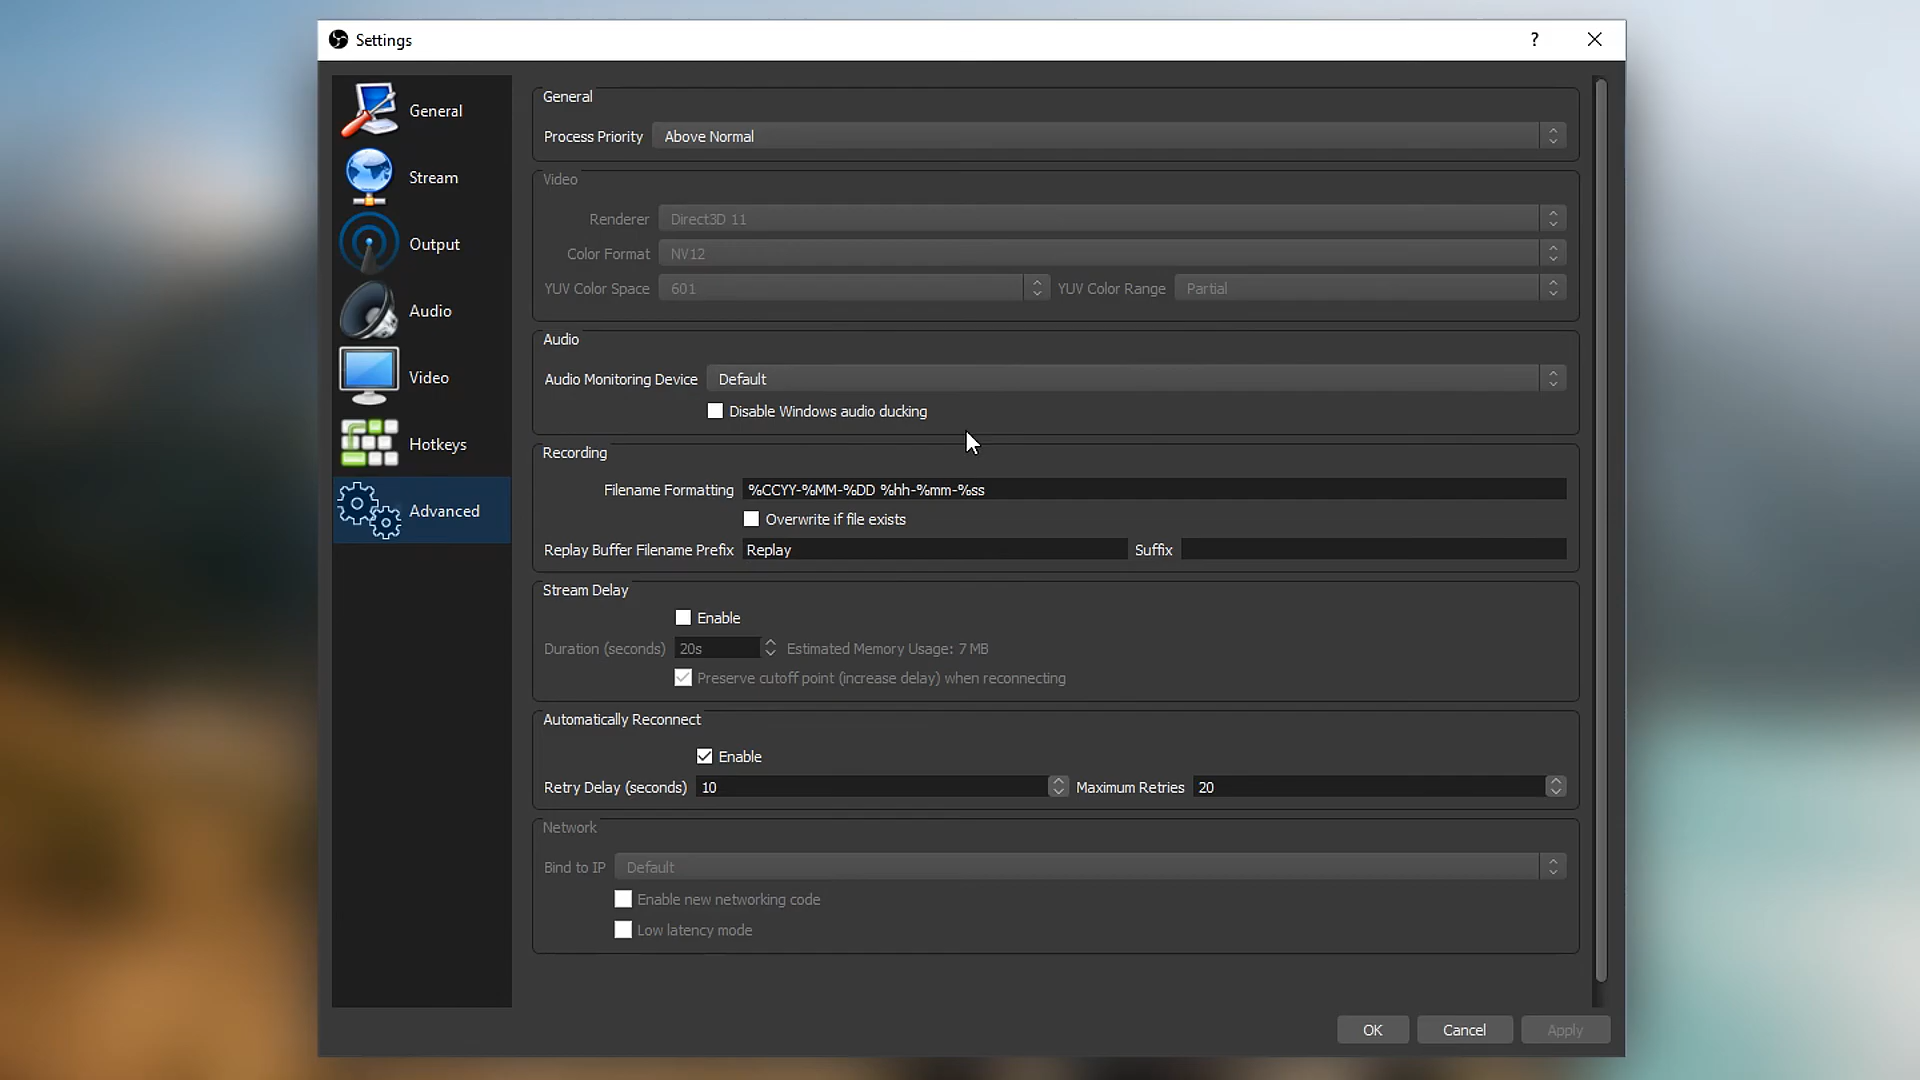 Settings
?
General
Stream
Output
Audio
Video
Hotkeys
Advanced
General
Process Priority Above Normal
Video
Renderer Direct3D 11
Color Format NV12
YUV Color Space 601 YUV Color Range Partial
Audio
Audio Monitoring Device Default
Disable Windows audio ducking
Recording
Filename Formatting %CCYY-%MM-%DD %hh-%mm-%ss
Overwrite if file exists
Replay Buffer Filename Prefix Replay Suffix
Stream Delay
Enable
Duration (seconds) 20s Estimated Memory Usage: 7 MB
Preserve cutoff point (increase delay) when reconnecting
Automatically Reconnect
Enable
Retry Delay (seconds) 10 Maximum Retries 20
Network
Bind to IP Default
Enable new networking code
Low latency mode
OK Cancel Apply